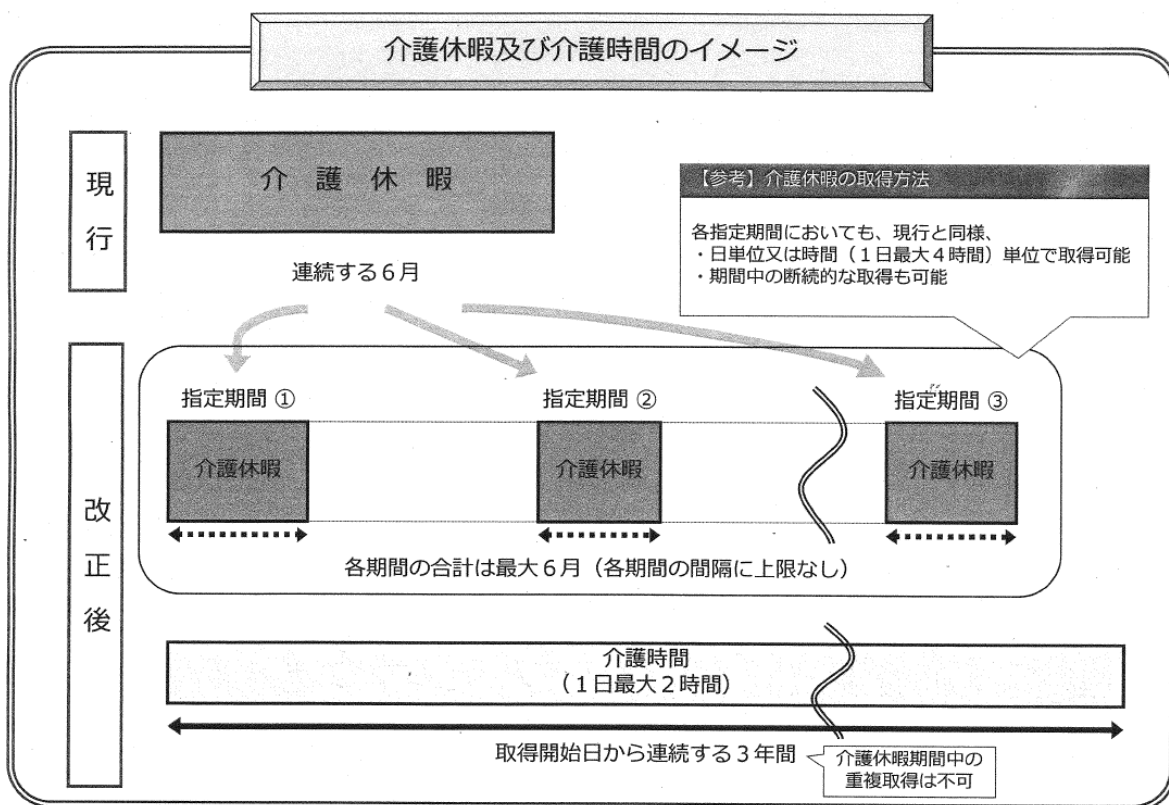 介護休暇及び介護時間のイメージ
現行
介護休暇
連続する6月
【参考】介護休暇の取得方法
各指定期間においても、現行と同様、
・日単位又は時間（1日最大4時間）単位で取得可能
・期間中の断続的な取得も可能
改正後
指定期間 ①
指定期間 ②
指定期間 ③
介護休暇
介護休暇
介護休暇
各期間の合計は最大6月（各期間の間隔に上限なし）
介護時間
（1日最大2時間）
取得開始日から連続する3年間
介護休暇期間中の
重複取得は不可